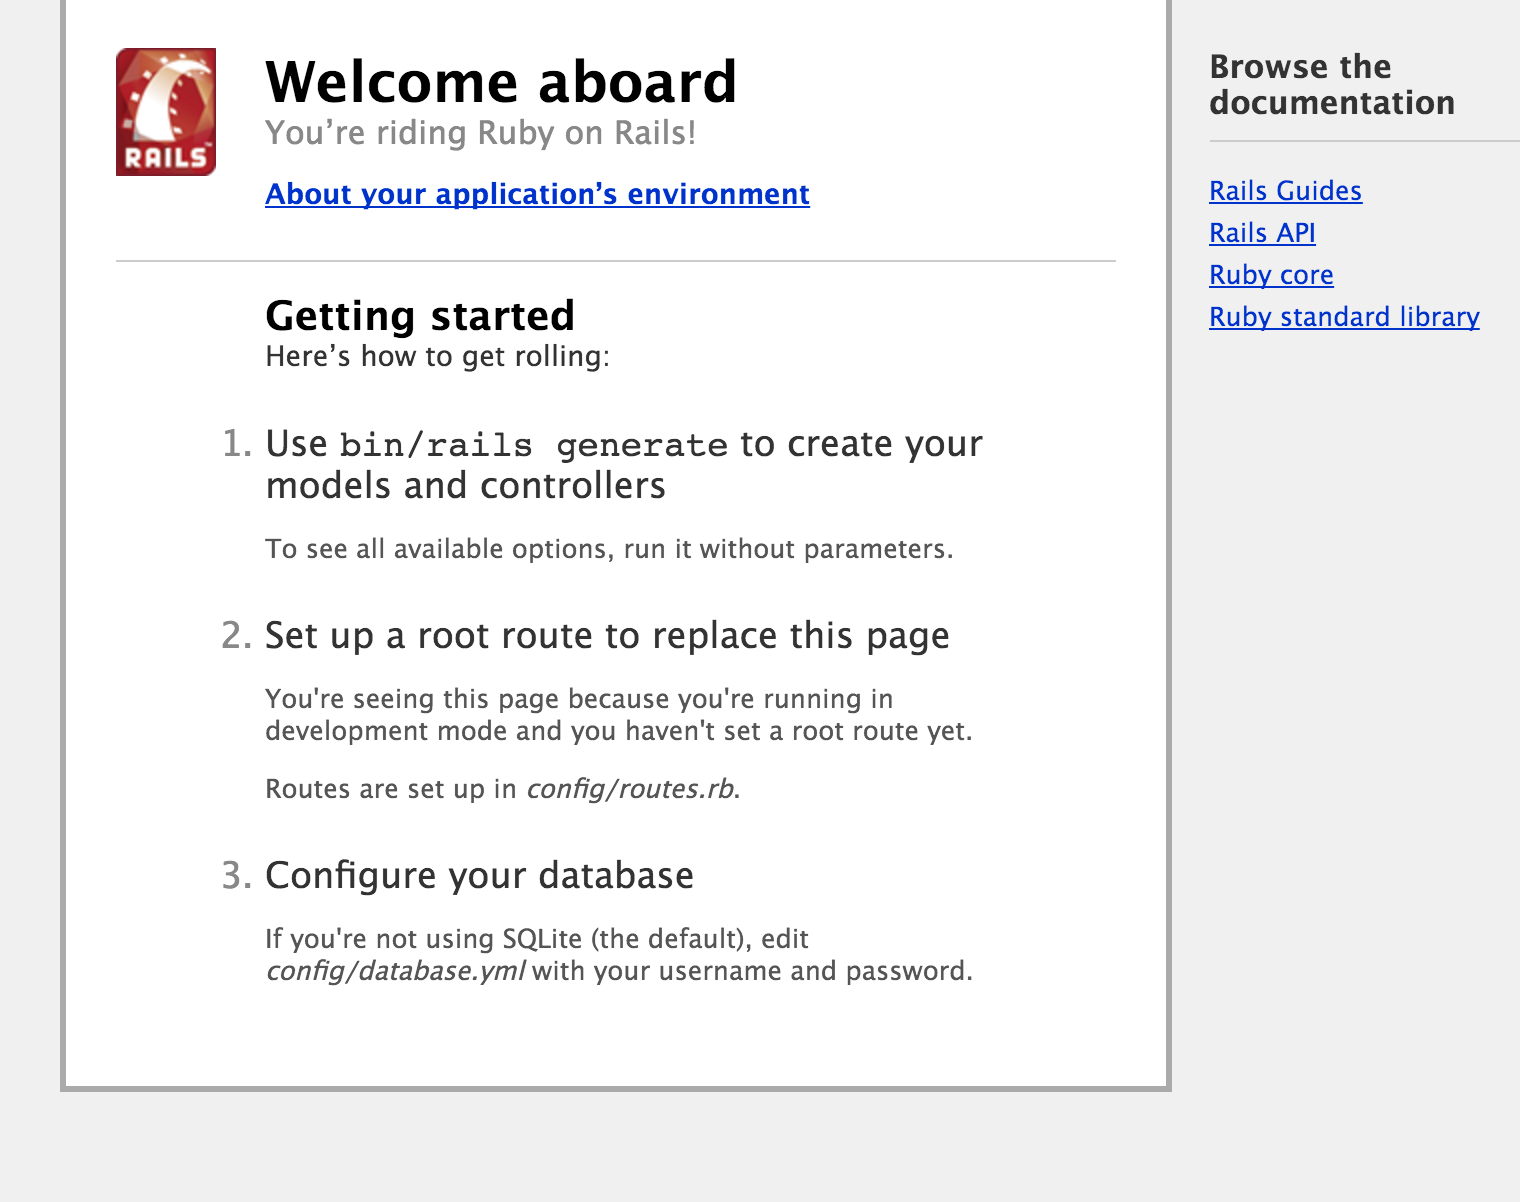 RAILS™
Welcome aboard
You’re riding Ruby on Rails!
About your application’s environment
Getting started
Here’s how to get rolling:
1. Use bin/rails generate to create your
models and controllers
To see all available options, run it without parameters.
2. Set up a root route to replace this page
You're seeing this page because you're running in
development mode and you haven't set a root route yet.
Routes are set up in config/routes.rb.
3. Configure your database
If you're not using SQLite (the default), edit
config/database.yml with your username and password.
Browse the
documentation
Rails Guides
Rails API
Ruby core
Ruby standard library